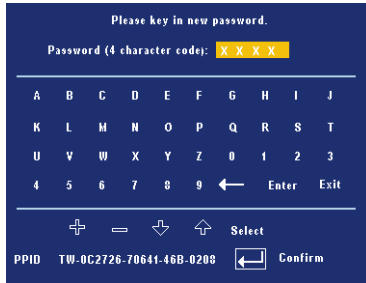 Please key in new password.
Password (4 character code): X X X X
A B C D E F G H I J
K L M N O P Q R S T
U V W X Y Z 0 1 2 3
4 5 6 7 8 9 ← Enter Exit
Select
PPID TW-0C2726-70641-46B-0208 Confirm